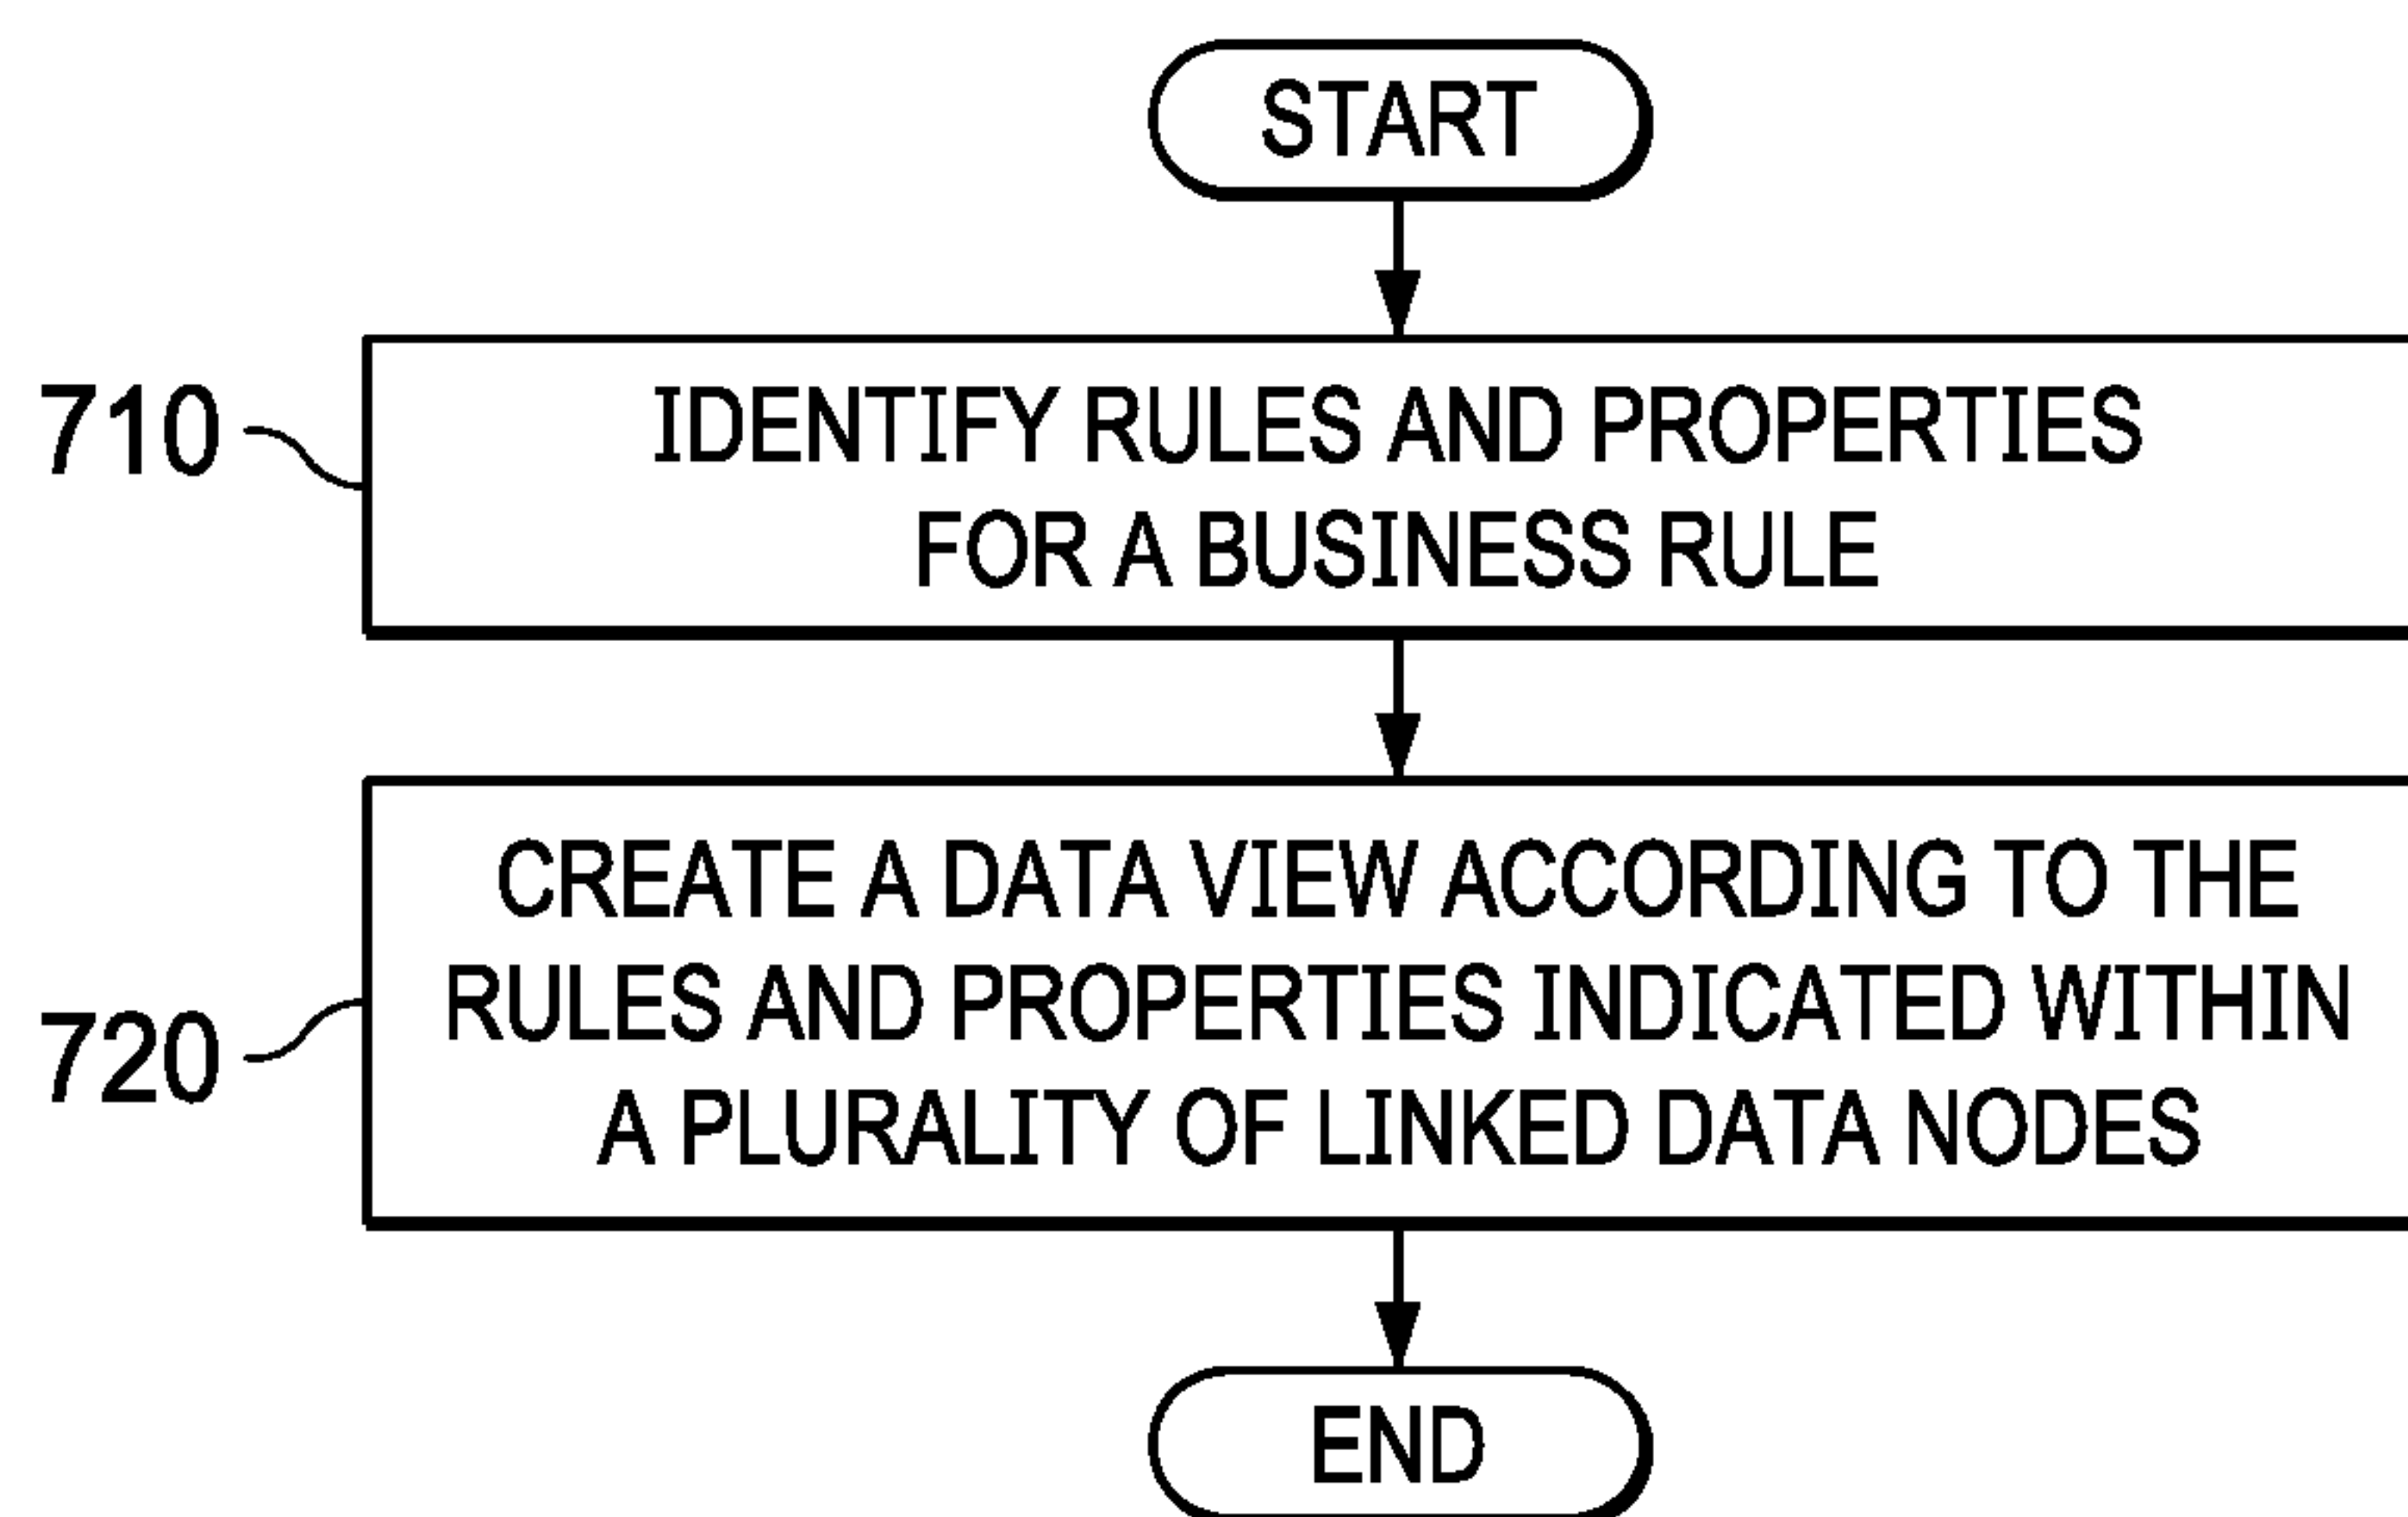 START
710
IDENTIFY RULES AND PROPERTIES
FOR A BUSINESS RULE
720
CREATE A DATA VIEW ACCORDING TO THE
RULES AND PROPERTIES INDICATED WITHIN
A PLURALITY OF LINKED DATA NODES
END